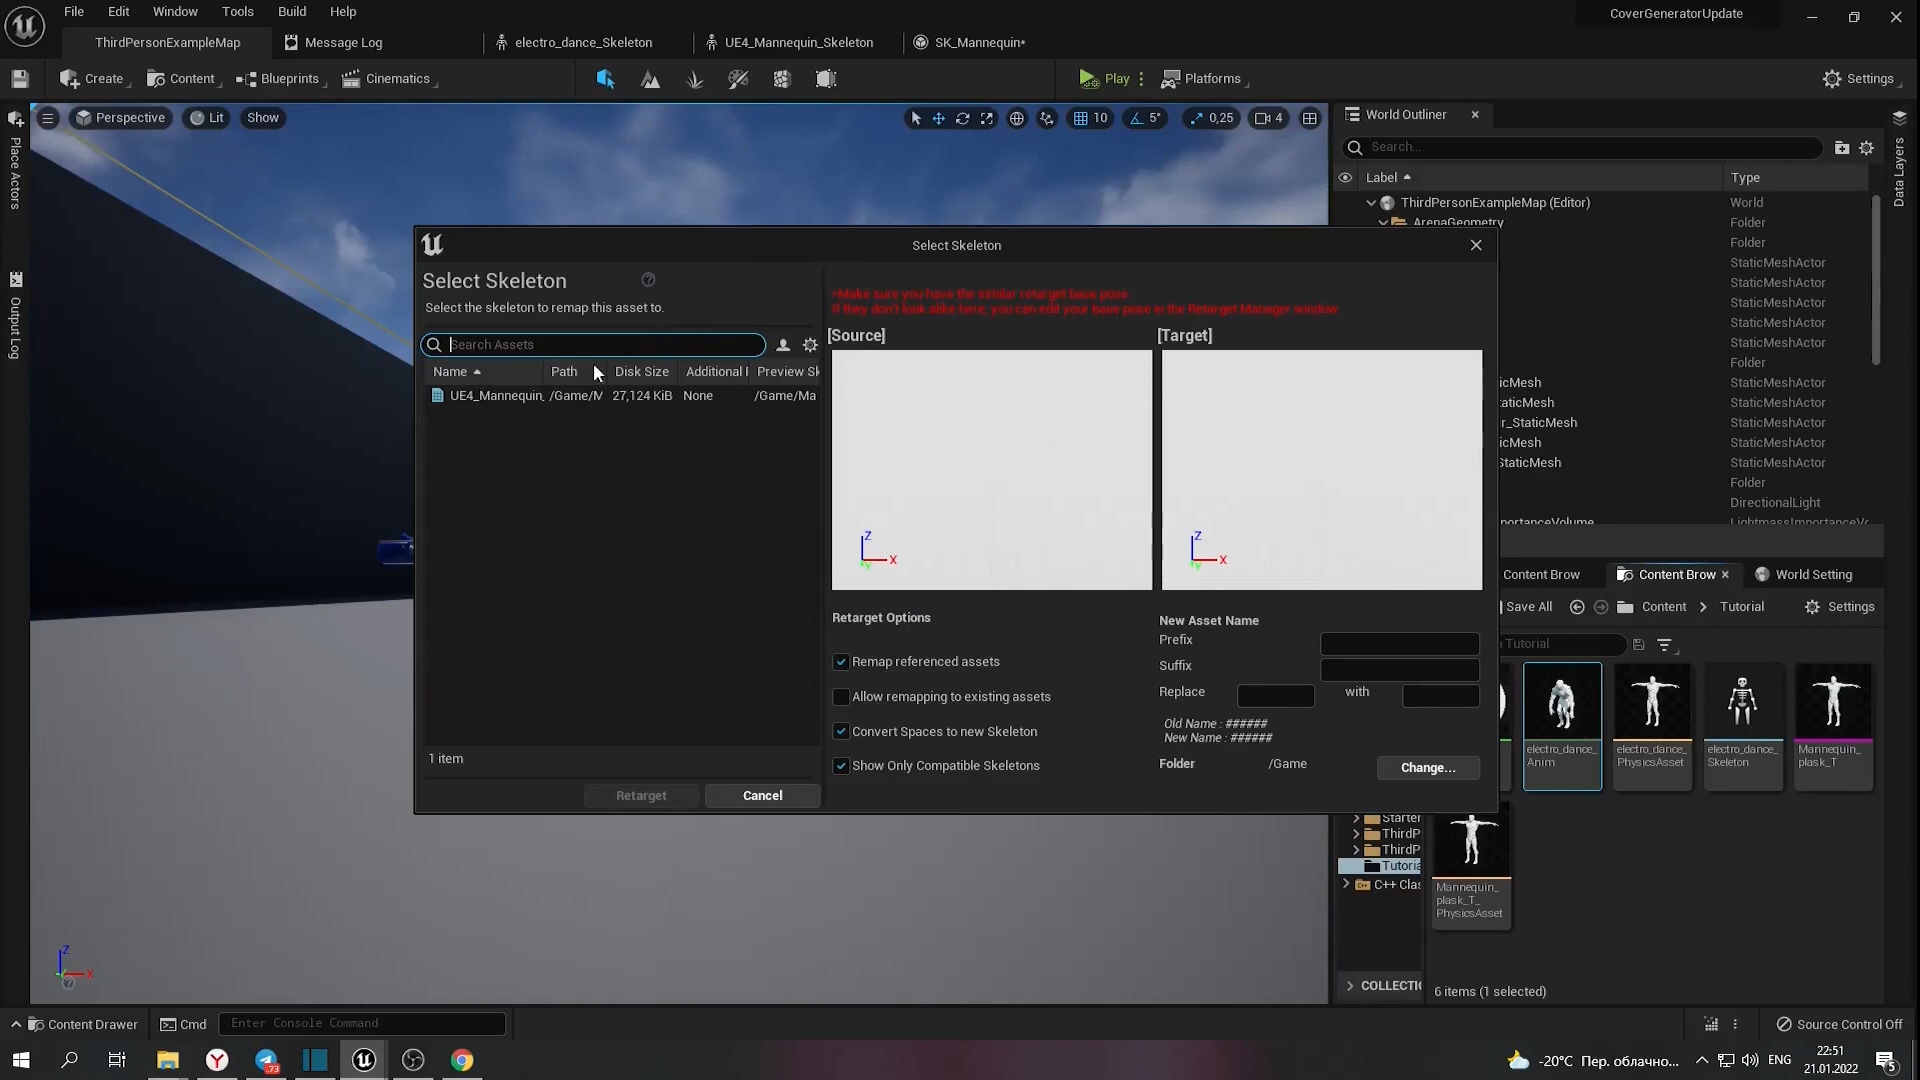 File Edit Window Tools Build Help
CoverGeneratorUpdate
ThirdPersonExampleMap
Message Log
electro_dance_Skeleton
UE4_Mannequin_Skeleton
SK_Mannequin*
Create
Content
Blueprints
Cinematics
Play
Platforms
Settings
Perspective
Lit
Show
10
5°
0,25
4
Place Actors
Output Log
Data Layers
World Outliner
Search...
Label
Type
ThirdPersonExampleMap (Editor)
World
ArenaGeometry
Folder
Folder
StaticMeshActor
StaticMeshActor
StaticMeshActor
StaticMeshActor
StaticMeshActor
Folder
icMesh
StaticMeshActor
taticMesh
StaticMeshActor
r_StaticMesh
StaticMeshActor
icMesh
StaticMeshActor
StaticMesh
StaticMeshActor
Folder
DirectionalLight
portanceVolume
LightmassImportanceVo
Select Skeleton
Select Skeleton
Select the skeleton to remap this asset to.
Search Assets
Name
Path
Disk Size
Additional
Preview Sk
UE4_Mannequin_
/Game/M
27,124 KiB
None
/Game/Ma
1 item
Retarget
Cancel
*Make sure you have the similar retarget base pose.
If they don't look alike here, you can edit your base pose in the Retarget Manager window.
[Source]
[Target]
Z
X
Y
Z
X
Y
Retarget Options
Remap referenced assets
Allow remapping to existing assets
Convert Spaces to new Skeleton
Show Only Compatible Skeletons
New Asset Name
Prefix
Suffix
Replace
with
Old Name : ######
New Name : ######
Folder
/Game
Change...
Content Brow
Content Brow
World Setting
Save All
Content
Tutorial
Settings
Tutorial
electro_dance_
Anim
electro_dance_
PhysicsAsset
electro_dance_
Skeleton
Mannequin_
plask_T
Mannequin_
plask_T_
PhysicsAsset
Starter
ThirdP
ThirdP
Tutoria
C++ Clas
COLLECTI
6 items (1 selected)
Z
X
Content Drawer
Cmd
Enter Console Command
Source Control Off
73
-20°C Пер. облачно...
ENG
22:51
21.01.2022
5